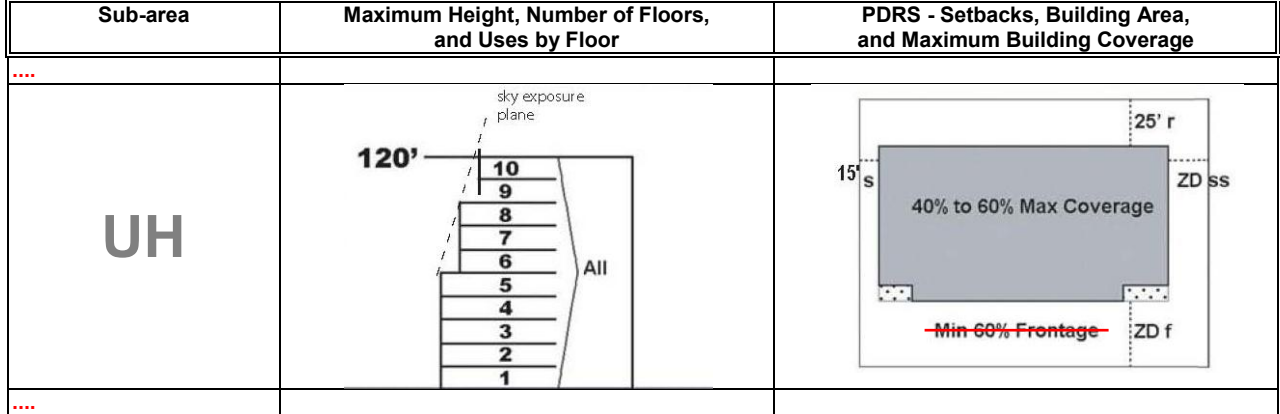 Sub-area
Maximum Height, Number of Floors,
and Uses by Floor
PDRS - Setbacks, Building Area,
and Maximum Building Coverage
....
UH
sky exposure
plane
120'
10
9
8
7
6
5
4
3
2
1
All
25' r
15' s
ZD ss
40% to 60% Max Coverage
Min 60% Frontage
ZD f
....